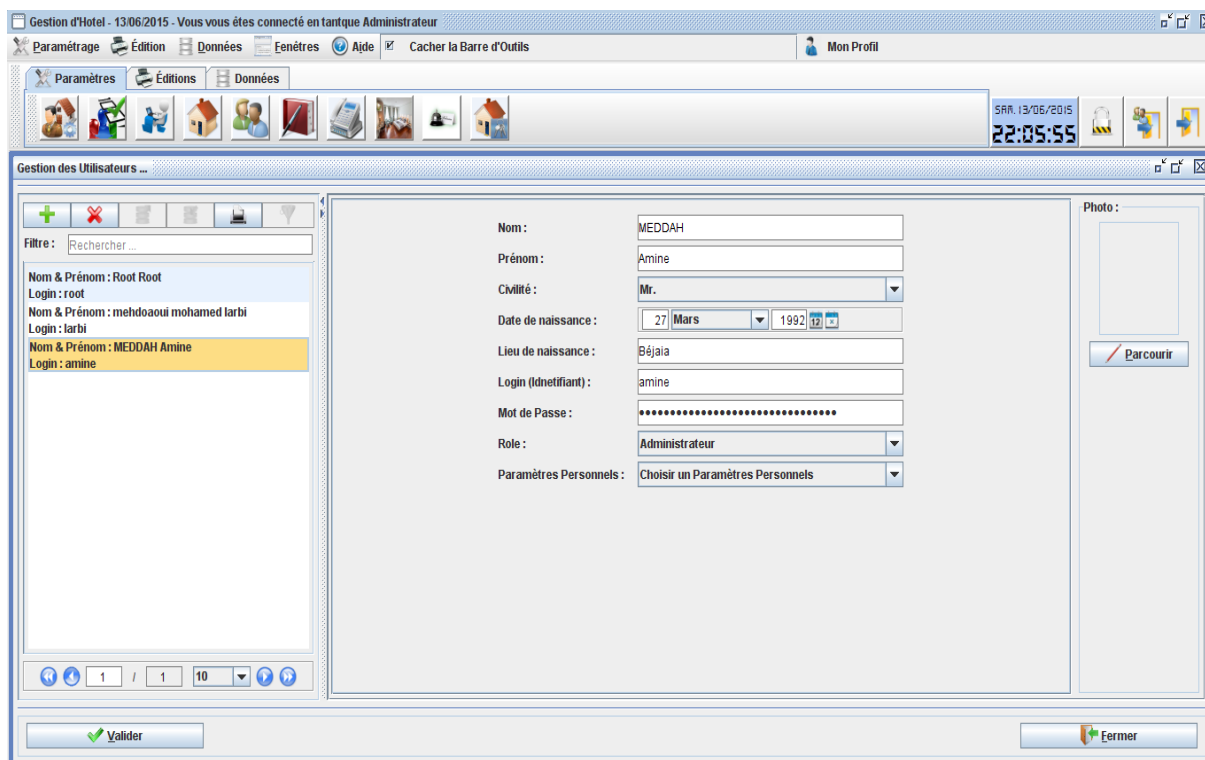 Gestion d'Hotel - 13/06/2015 - Vous vous êtes connecté en tantque Administrateur
Paramétrage Édition Données Fenêtres Aide Cacher la Barre d'Outils Mon Profil
Paramètres Éditions Données
SAM. 13/06/2015
22:05:55
Gestion des Utilisateurs ...
Filtre : Rechercher ...
Nom & Prénom : Root Root
Login : root
Nom & Prénom : mehdoaoui mohamed larbi
Login : larbi
Nom & Prénom : MEDDAH Amine
Login : amine
1 / 1 10
Nom : MEDDAH
Prénom : Amine
Civilité : Mr.
Date de naissance : 27 Mars 1992 12
Lieu de naissance : Béjaia
Login (Idnetifiant) : amine
Mot de Passe : ••••••••••••••••••••••••••••••••
Role : Administrateur
Paramètres Personnels : Choisir un Paramètres Personnels
Photo :
Parcourir
Valider
Fermer